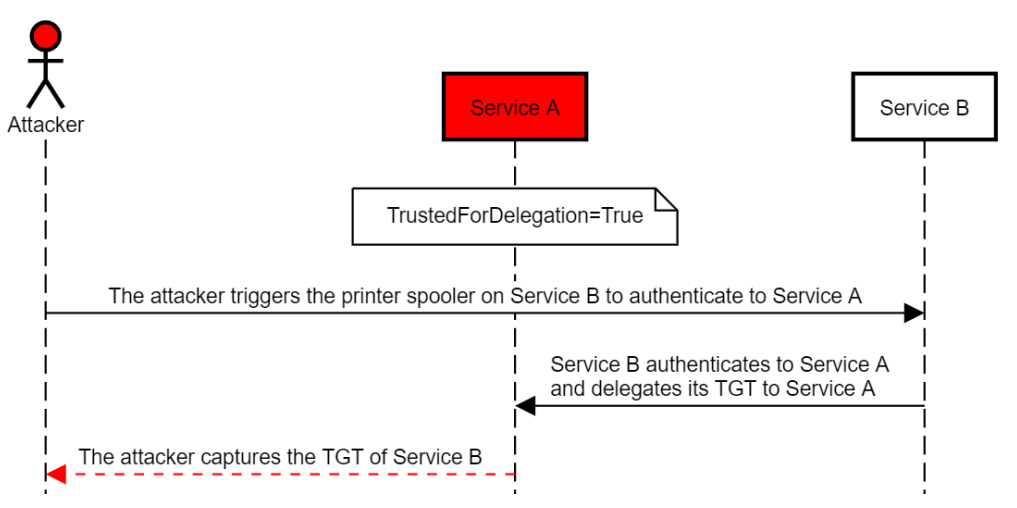 Attacker
Service A
Service B
TrustedForDelegation=True
The attacker triggers the printer spooler on Service B to authenticate to Service A
Service B authenticates to Service A
and delegates its TGT to Service A
The attacker captures the TGT of Service B